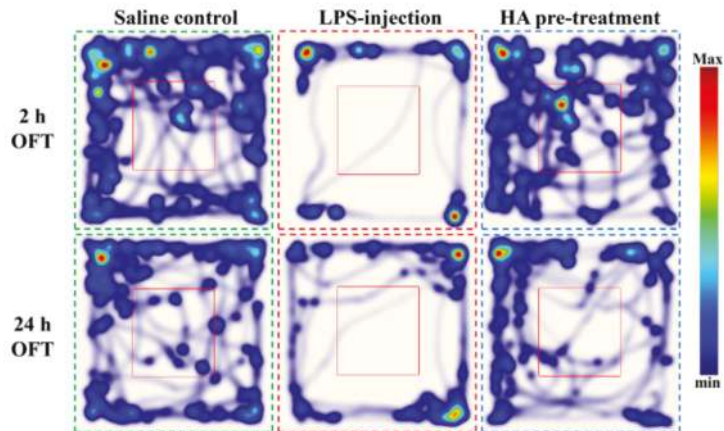 Saline control
LPS-injection
HA pre-treatment
Max
2 h
OFT
24 h
OFT
min